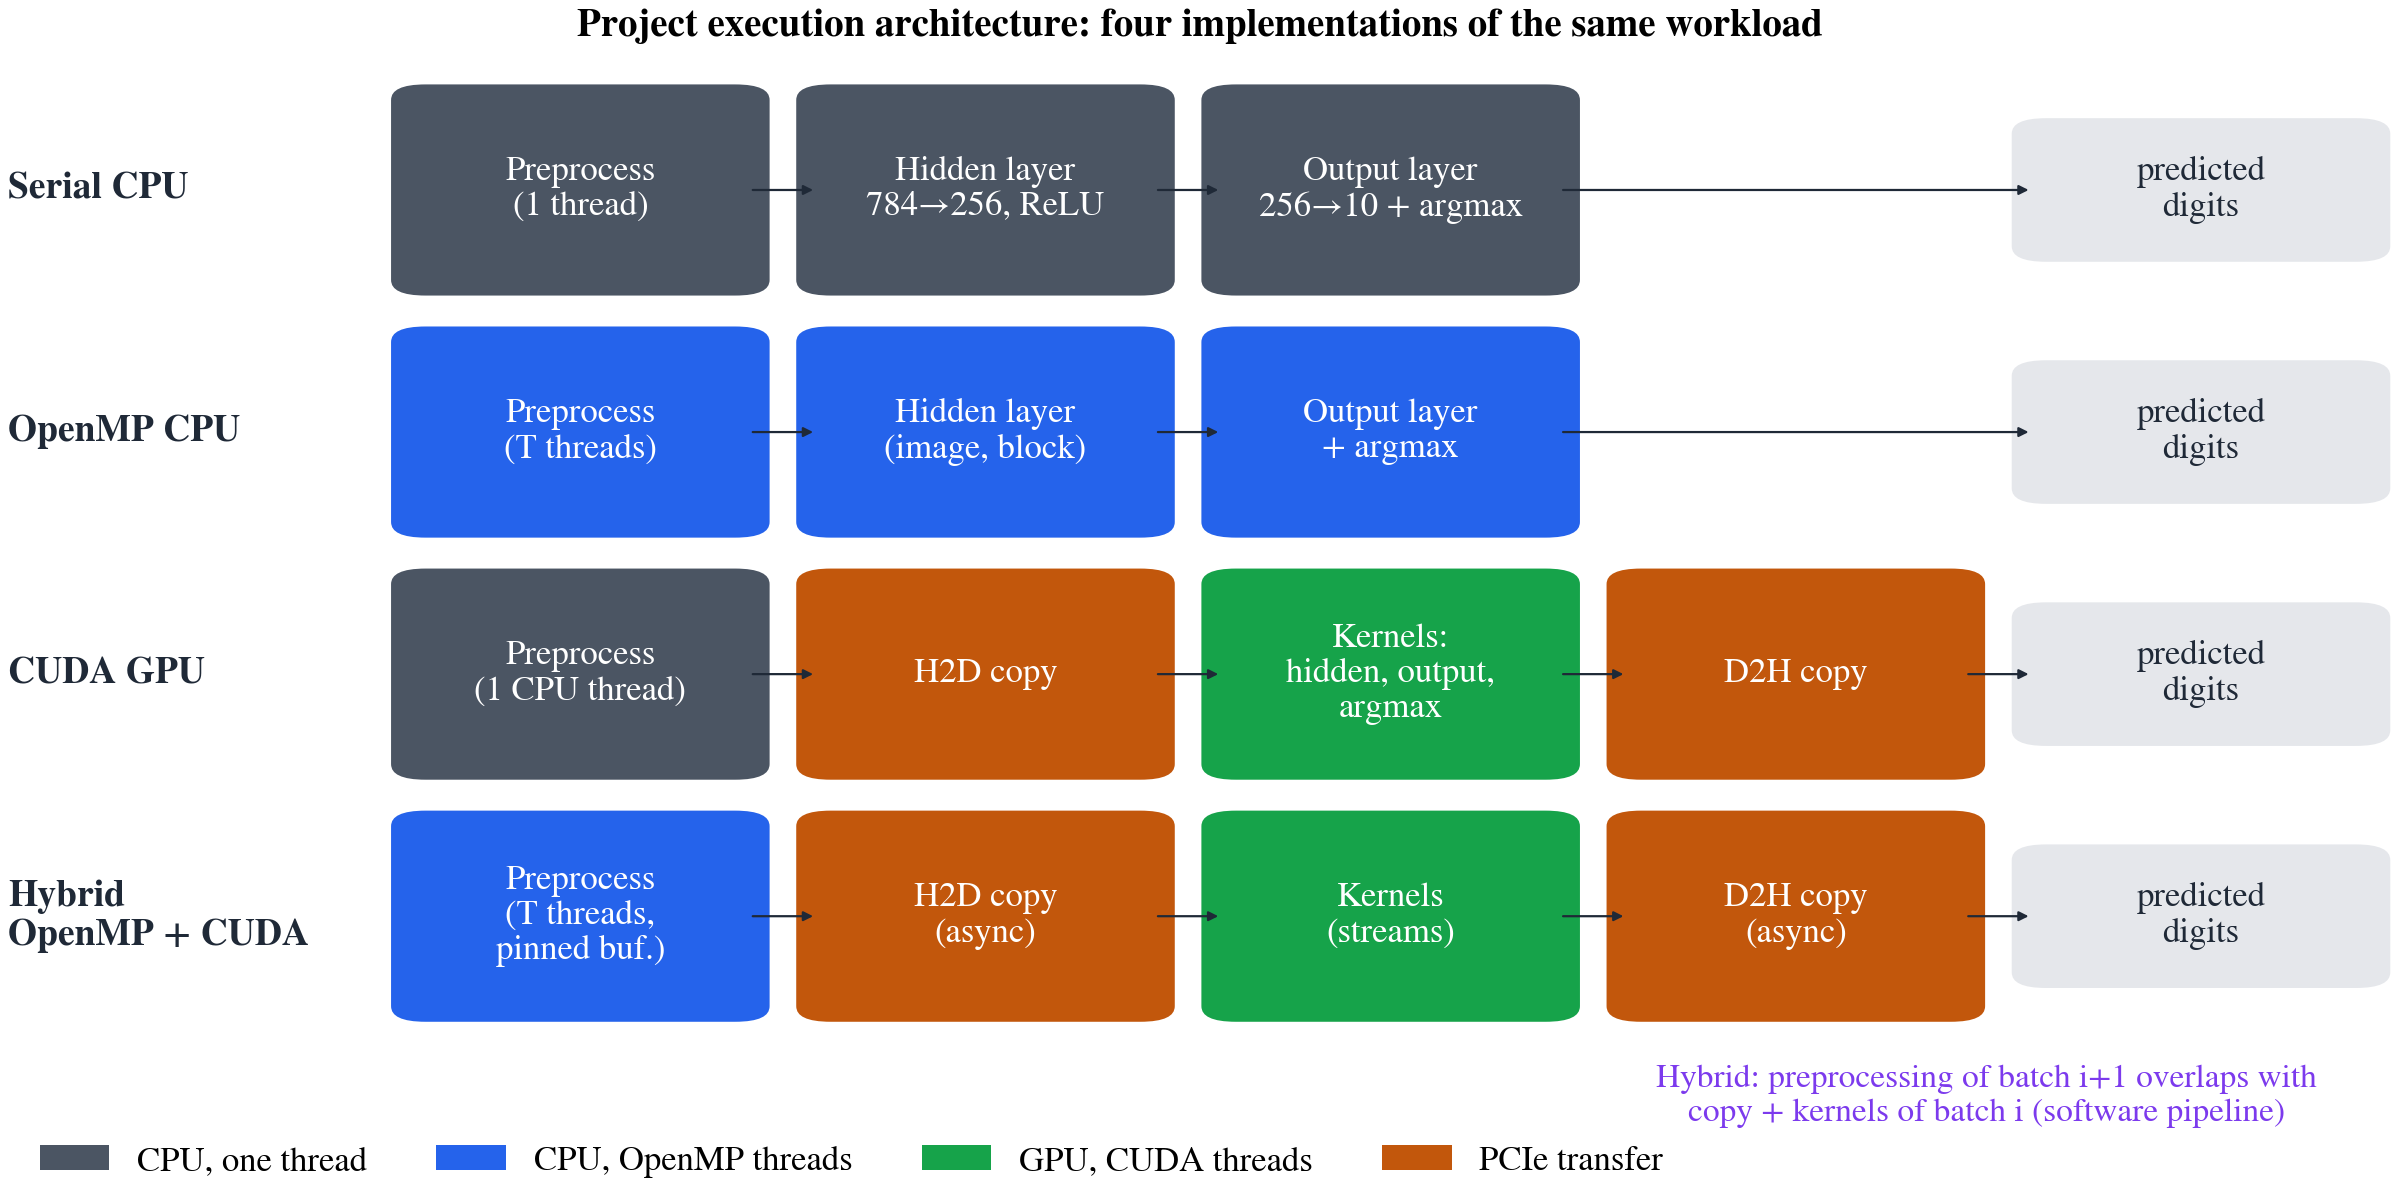 Project execution architecture: four implementations of the same workload
Serial CPU
Preprocess
(1 thread)
Hidden layer
784→256, ReLU
Output layer
256→10 + argmax
predicted
digits
OpenMP CPU
Preprocess
(T threads)
Hidden layer
(image, block)
Output layer
+ argmax
predicted
digits
CUDA GPU
Preprocess
(1 CPU thread)
H2D copy
Kernels:
hidden, output,
argmax
D2H copy
predicted
digits
Hybrid
OpenMP + CUDA
Preprocess
(T threads,
pinned buf.)
H2D copy
(async)
Kernels
(streams)
D2H copy
(async)
predicted
digits
Hybrid: preprocessing of batch i+1 overlaps with
copy + kernels of batch i (software pipeline)
CPU, one thread
CPU, OpenMP threads
GPU, CUDA threads
PCIe transfer